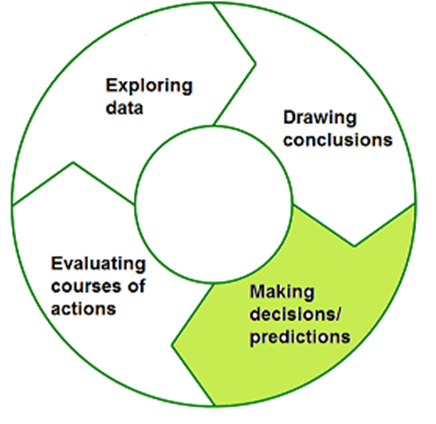 Exploring
data
Drawing
conclusions
Making
decisions/
predictions
Evaluating
courses of
actions